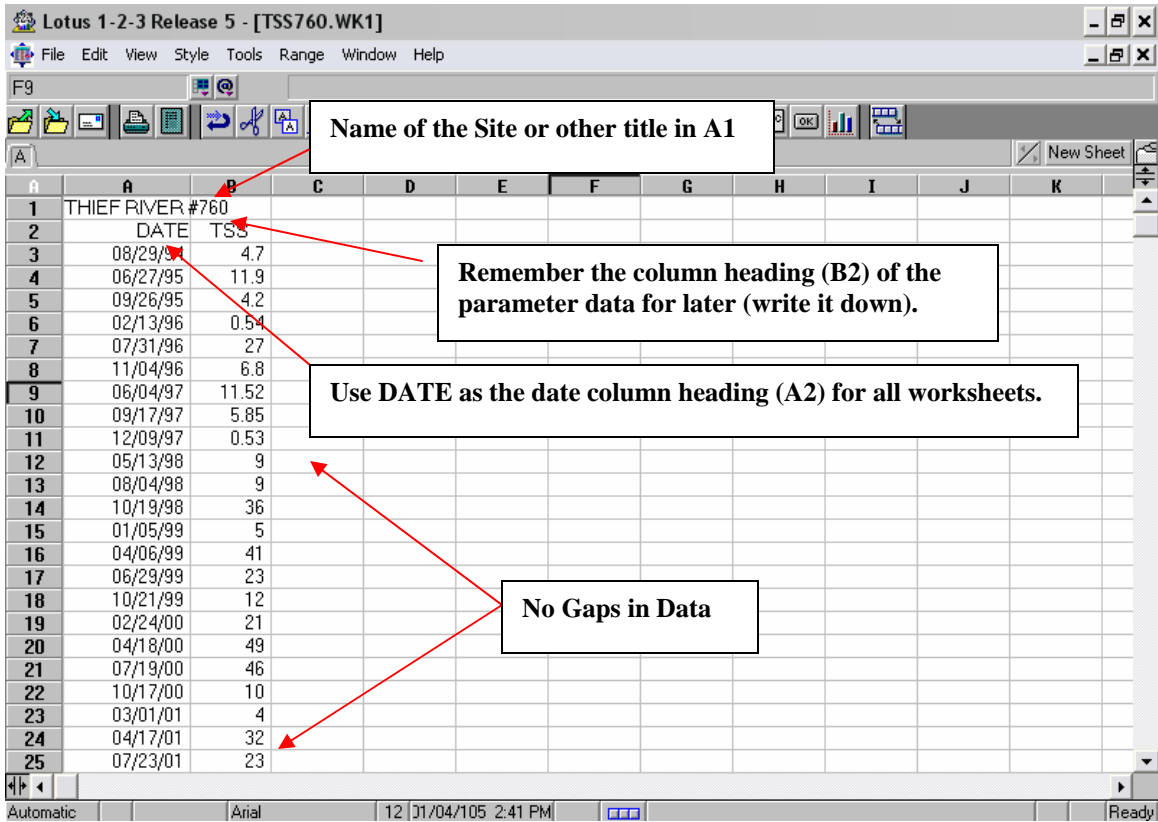 Lotus 1-2-3 Release 5 - [TSS760.WK1]
File Edit View Style Tools Range Window Help
F9
Name of the Site or other title in A1
OK
A
New Sheet
A A B C D E F G H I J K
1 THIEF RIVER #760
2 DATE TSS
3 08/29/94 4.7
4 06/27/95 11.9
5 09/26/95 4.2
6 02/13/96 0.54
7 07/31/96 27
8 11/04/96 6.8
9 06/04/97 11.52
10 09/17/97 5.85
11 12/09/97 0.53
12 05/13/98 9
13 08/04/98 9
14 10/19/98 36
15 01/05/99 5
16 04/06/99 41
17 06/29/99 23
18 10/21/99 12
19 02/24/00 21
20 04/18/00 49
21 07/19/00 46
22 10/17/00 10
23 03/01/01 4
24 04/17/01 32
25 07/23/01 23
Remember the column heading (B2) of the
parameter data for later (write it down).
Use DATE as the date column heading (A2) for all worksheets.
No Gaps in Data
Automatic Arial 12 01/04/105 2:41 PM Ready